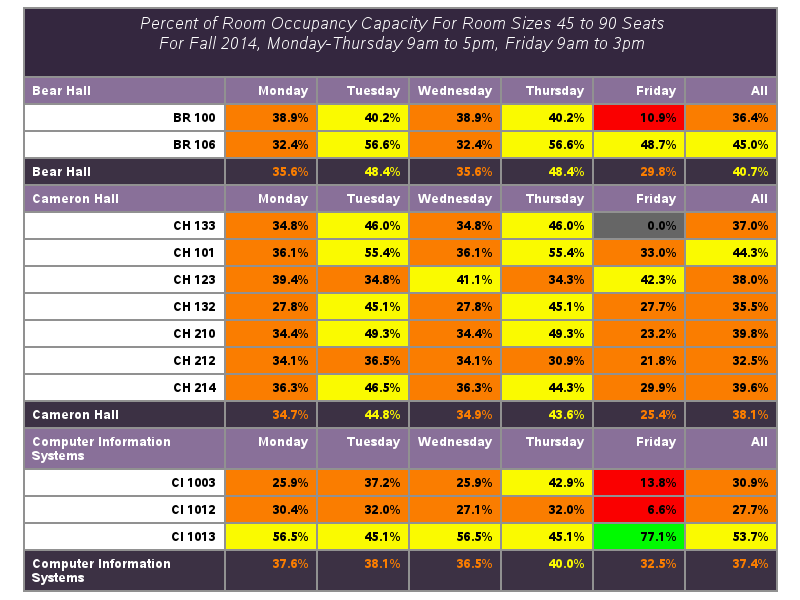 Percent of Room Occupancy Capacity For Room Sizes 45 to 90 Seats
For Fall 2014, Monday-Thursday 9am to 5pm, Friday 9am to 3pm
Bear Hall Monday Tuesday Wednesday Thursday Friday All
BR 100 38.9% 40.2% 38.9% 40.2% 10.9% 36.4%
BR 106 32.4% 56.6% 32.4% 56.6% 48.7% 45.0%
Bear Hall 35.6% 48.4% 35.6% 48.4% 29.8% 40.7%
Cameron Hall Monday Tuesday Wednesday Thursday Friday All
CH 133 34.8% 46.0% 34.8% 46.0% 0.0% 37.0%
CH 101 36.1% 55.4% 36.1% 55.4% 33.0% 44.3%
CH 123 39.4% 34.8% 41.1% 34.3% 42.3% 38.0%
CH 132 27.8% 45.1% 27.8% 45.1% 27.7% 35.5%
CH 210 34.4% 49.3% 34.4% 49.3% 23.2% 39.8%
CH 212 34.1% 36.5% 34.1% 30.9% 21.8% 32.5%
CH 214 36.3% 46.5% 36.3% 44.3% 29.9% 39.6%
Cameron Hall 34.7% 44.8% 34.9% 43.6% 25.4% 38.1%
Computer Information Monday Tuesday Wednesday Thursday Friday All
Systems
CI 1003 25.9% 37.2% 25.9% 42.9% 13.8% 30.9%
CI 1012 30.4% 32.0% 27.1% 32.0% 6.6% 27.7%
CI 1013 56.5% 45.1% 56.5% 45.1% 77.1% 53.7%
Computer Information 37.6% 38.1% 36.5% 40.0% 32.5% 37.4%
Systems